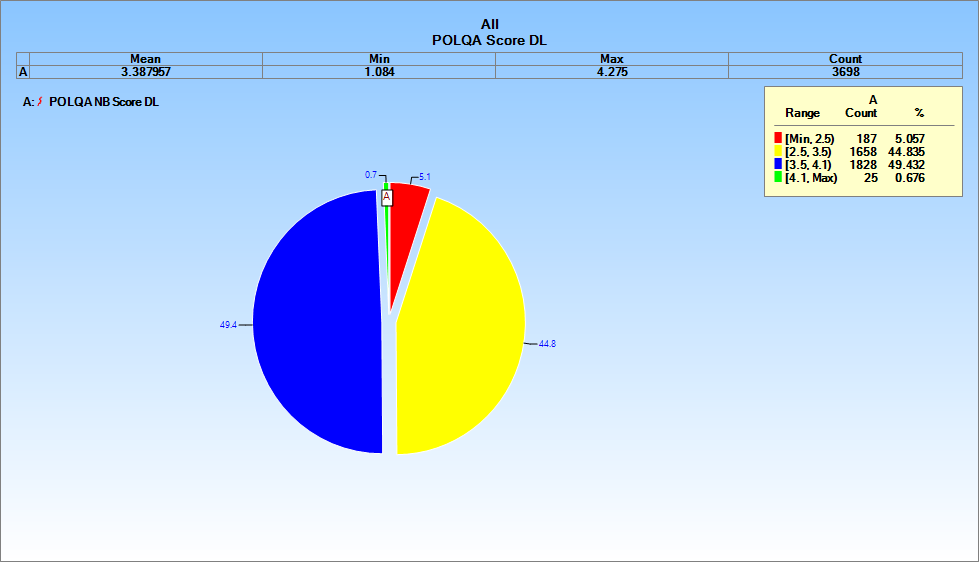 All
POLQA Score DL
Mean Min Max Count
A 3.387957 1.084 4.275 3698
A: POLQA NB Score DL
A
Range Count %
[Min, 2.5) 187 5.057
[2.5, 3.5) 1658 44.835
[3.5, 4.1) 1828 49.432
[4.1, Max) 25 0.676
0.7 5.1
A
49.4
44.8